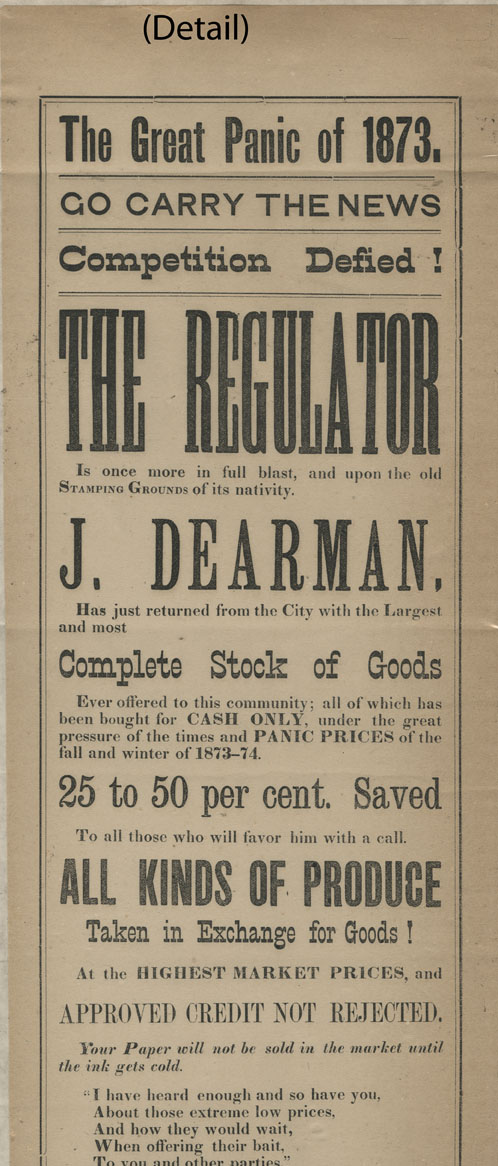 (Detail)
The Great Panic of 1873.
GO CARRY THE NEWS
Competition Defied !
THE REGULATOR
Is once more in full blast, and upon the old
STAMPING GROUNDS of its nativity.
J. DEARMAN,
Has just returned from the City with the Largest
and most
Complete Stock of Goods
Ever offered to this community; all of which has
been bought for CASH ONLY, under the great
pressure of the times and PANIC PRICES of the
fall and winter of 1873–74.
25 to 50 per cent. Saved
To all those who will favor him with a call.
ALL KINDS OF PRODUCE
Taken in Exchange for Goods !
At the HIGHEST MARKET PRICES, and
APPROVED CREDIT NOT REJECTED.
Your Paper will not be sold in the market until
the ink gets cold.
"I have heard enough and so have you,
About those extreme low prices,
And how they would wait,
When offering their bait,
To you and other parties"